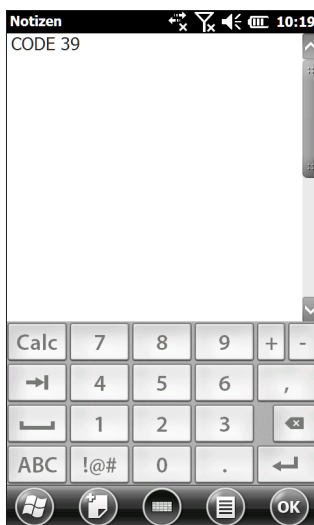 Notizen 10:19
CODE 39
Calc 7 8 9 + -
4 5 6 ,
1 2 3
ABC !@# 0 .
OK